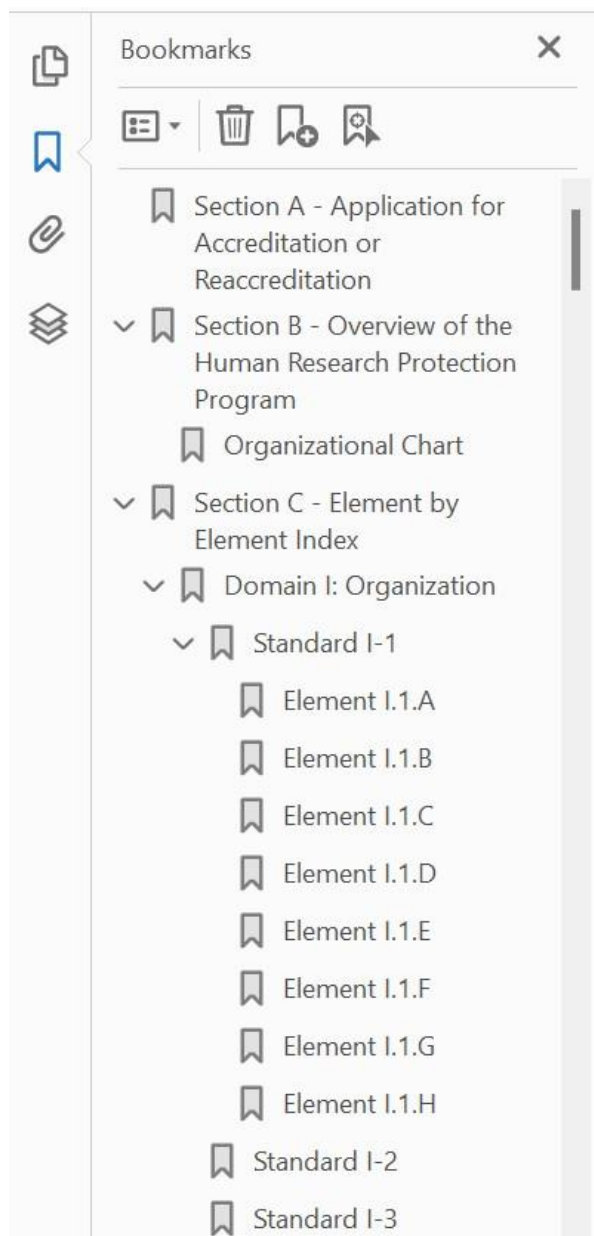 Bookmarks
Section A - Application for
Accreditation or
Reaccreditation
Section B - Overview of the
Human Research Protection
Program
Organizational Chart
Section C - Element by
Element Index
Domain I: Organization
Standard I-1
Element I.1.A
Element I.1.B
Element I.1.C
Element I.1.D
Element I.1.E
Element I.1.F
Element I.1.G
Element I.1.H
Standard I-2
Standard I-3